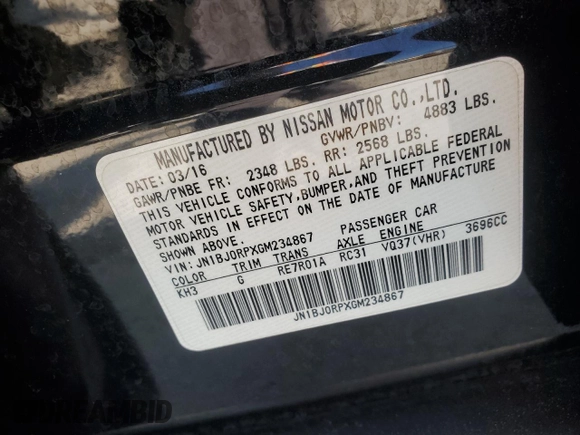 MANUFACTURED BY NISSAN MOTOR CO.,LTD.
DATE: 03/16 GVWR/PNBV: 4883 LBS.
GAWR/PNBE FR: 2348 LBS. RR: 2568 LBS.
THIS VEHICLE CONFORMS TO ALL APPLICABLE FEDERAL
MOTOR VEHICLE SAFETY,BUMPER,AND THEFT PREVENTION
STANDARDS IN EFFECT ON THE DATE OF MANUFACTURE
SHOWN ABOVE.
VIN: JN1BJ0RPXGM234867 PASSENGER CAR
COLOR TRIM TRANS AXLE ENGINE
KH3 G RE7R01A RC31 VQ37(VHR) 3696CC
JN1BJ0RPXGM234867